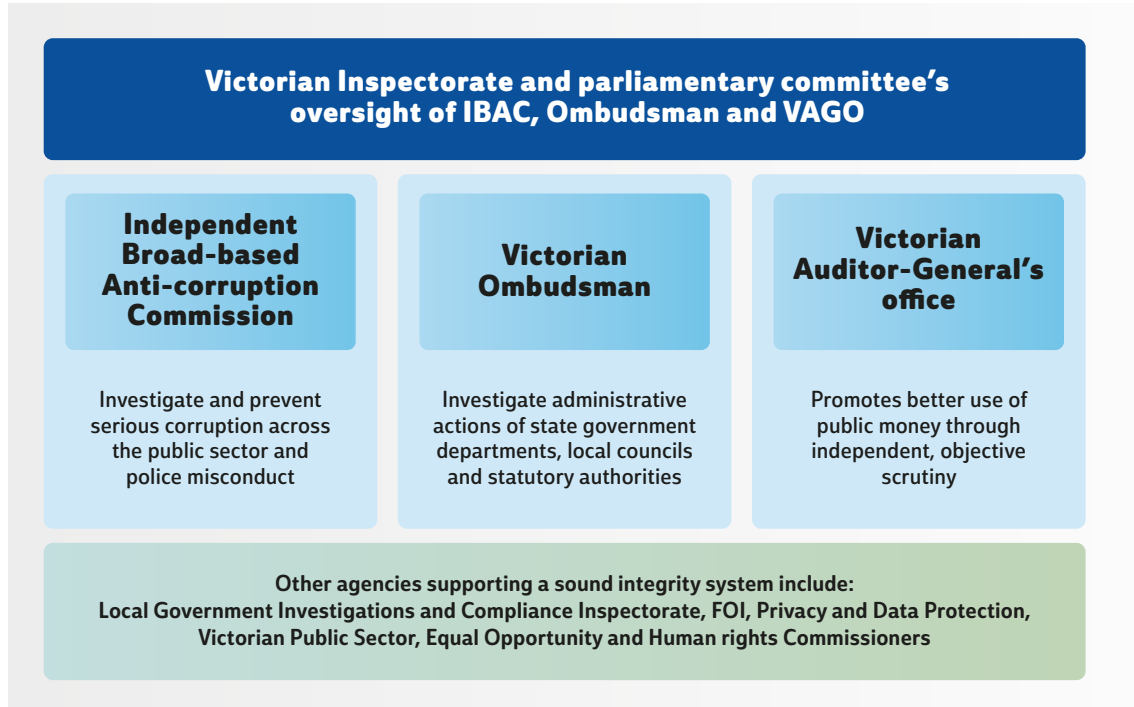 Victorian Inspectorate and parliamentary committee's
oversight of IBAC, Ombudsman and VAGO
Independent
Broad-based
Anti-corruption
Commission
Investigate and prevent
serious corruption across
the public sector and
police misconduct
Victorian
Ombudsman
Investigate administrative
actions of state government
departments, local councils
and statutory authorities
Victorian
Auditor-General's
office
Promotes better use of
public money through
independent, objective
scrutiny
Other agencies supporting a sound integrity system include:
Local Government Investigations and Compliance Inspectorate, FOI, Privacy and Data Protection,
Victorian Public Sector, Equal Opportunity and Human rights Commissioners